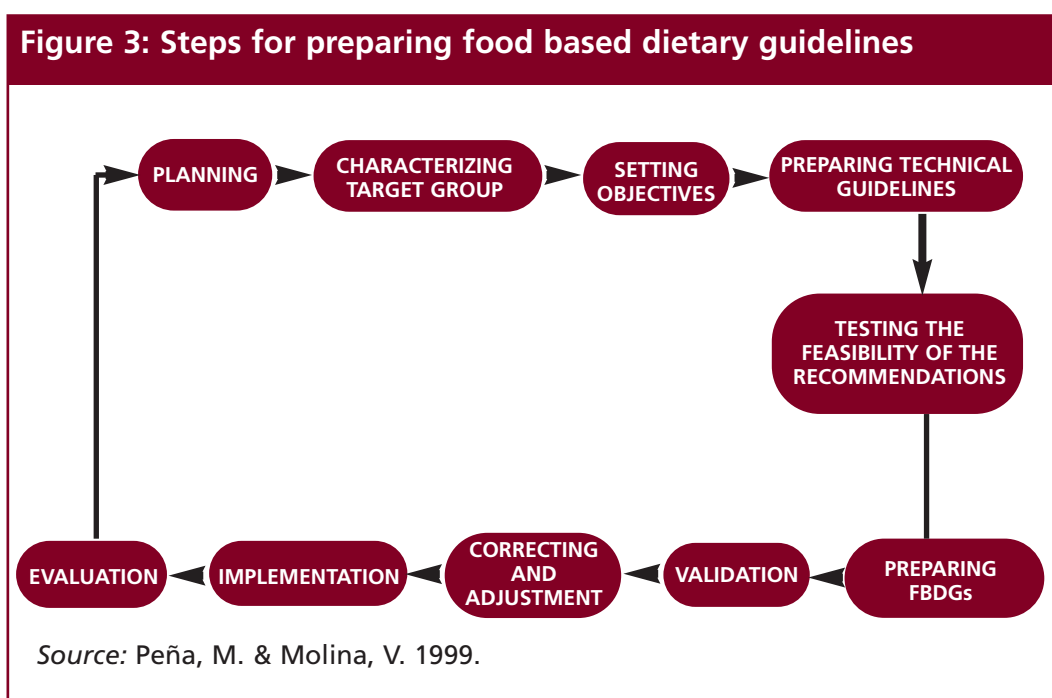 Figure 3: Steps for preparing food based dietary guidelines
PLANNING
CHARACTERIZING
TARGET GROUP
SETTING
OBJECTIVES
PREPARING TECHNICAL
GUIDELINES
TESTING THE
FEASIBILITY OF THE
RECOMMENDATIONS
PREPARING
FBDGs
VALIDATION
CORRECTING
AND
ADJUSTMENT
IMPLEMENTATION
EVALUATION
Source: Peña, M. & Molina, V. 1999.